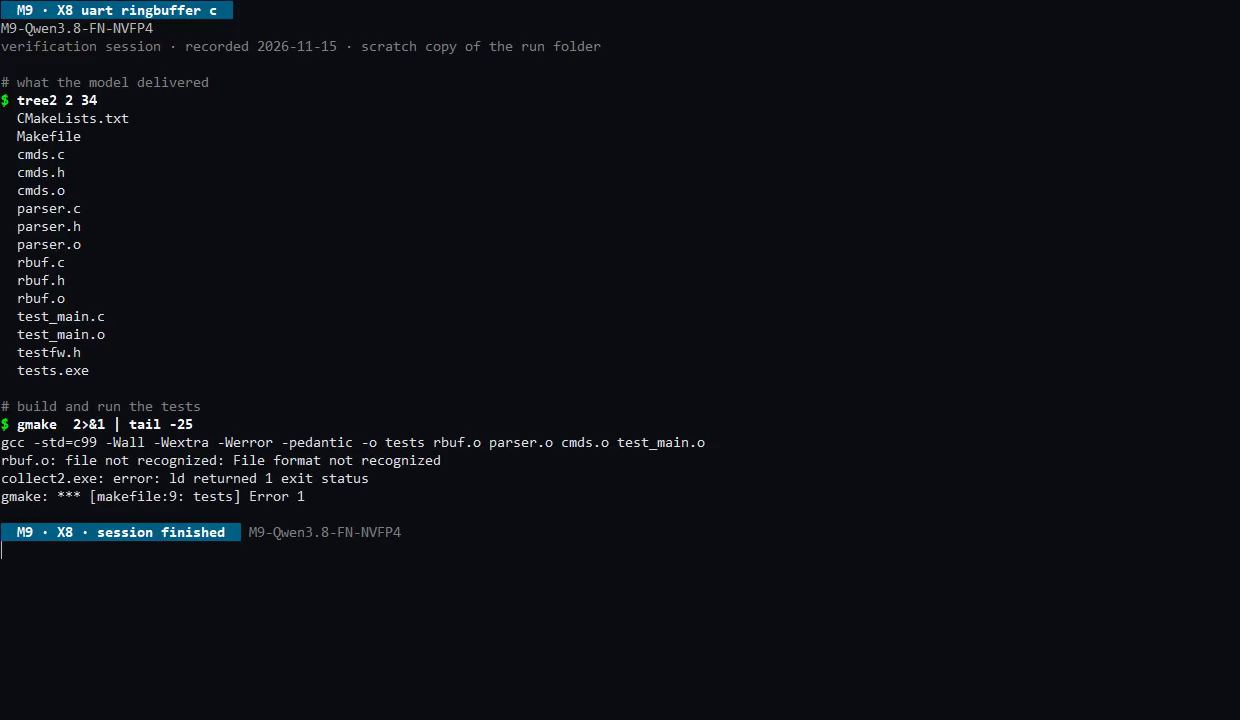 M9 · X8 uart ringbuffer c
M9-Qwen3.8-FN-NVFP4
verification session · recorded 2026-11-15 · scratch copy of the run folder
# what the model delivered
$ tree2 2 34
CMakeLists.txt
Makefile
cmds.c
cmds.h
cmds.o
parser.c
parser.h
parser.o
rbuf.c
rbuf.h
rbuf.o
test_main.c
test_main.o
testfw.h
tests.exe
# build and run the tests
$ gmake  2>&1 | tail -25
gcc -std=c99 -Wall -Wextra -Werror -pedantic -o tests rbuf.o parser.o cmds.o test_main.o
rbuf.o: file not recognized: File format not recognized
collect2.exe: error: ld returned 1 exit status
gmake: *** [makefile:9: tests] Error 1
M9 · X8 · session finished M9-Qwen3.8-FN-NVFP4